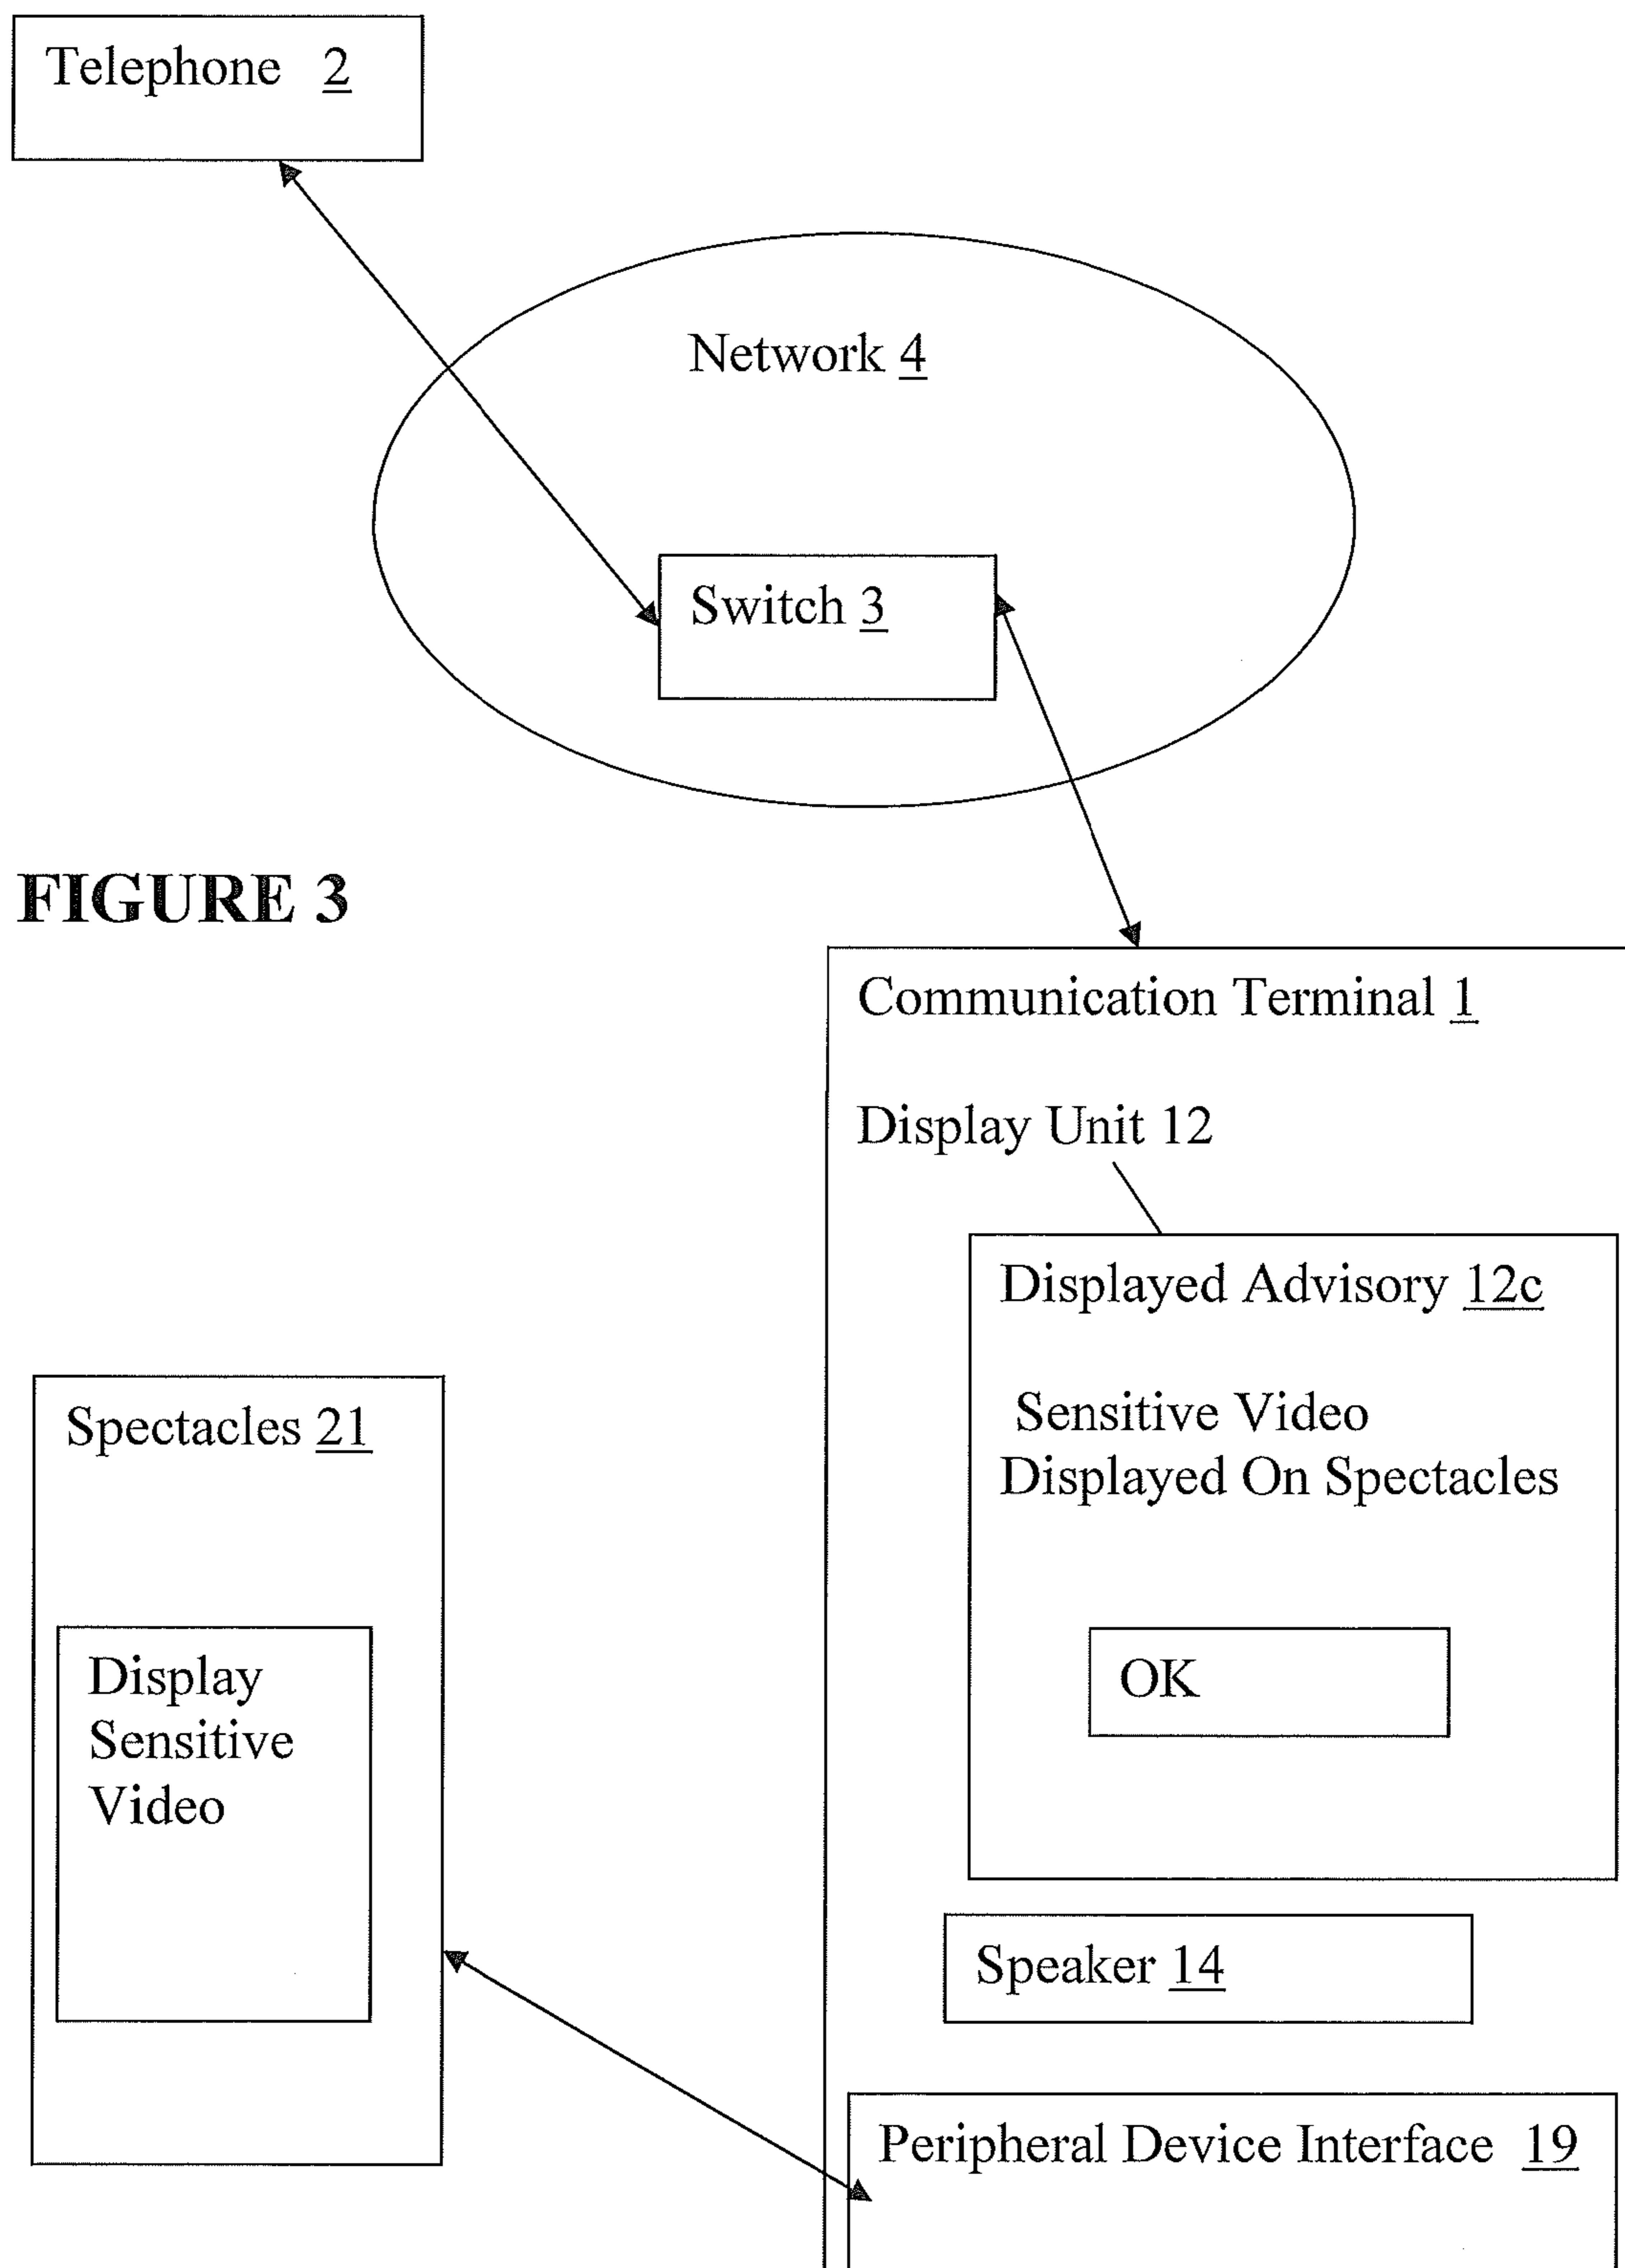 Telephone 2
Network 4
Switch 3
FIGURE 3
Communication Terminal 1
Display Unit 12
Displayed Advisory 12c
Sensitive Video
Displayed On Spectacles
OK
Spectacles 21
Display
Sensitive
Video
Speaker 14
Peripheral Device Interface 19